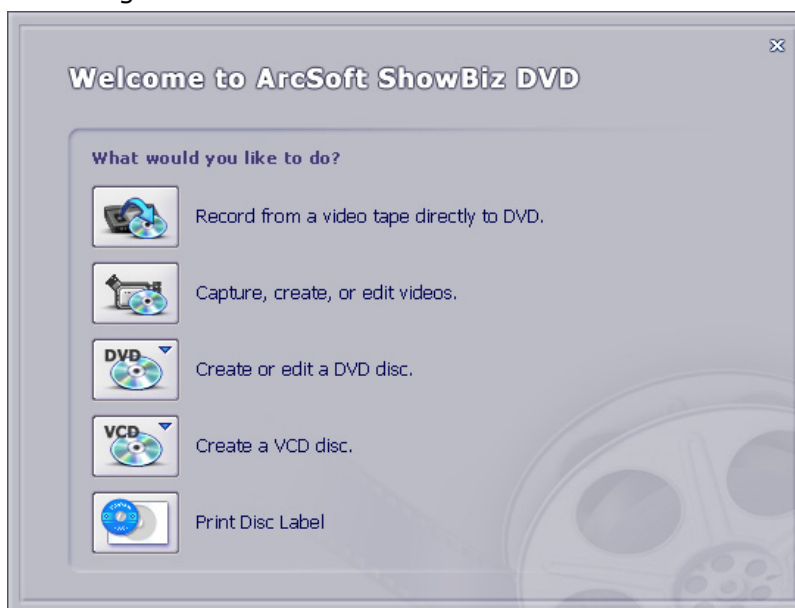 Welcome to ArcSoft ShowBiz DVD
What would you like to do?
Record from a video tape directly to DVD.
Capture, create, or edit videos.
DVD
Create or edit a DVD disc.
VCD
Create a VCD disc.
Print Disc Label